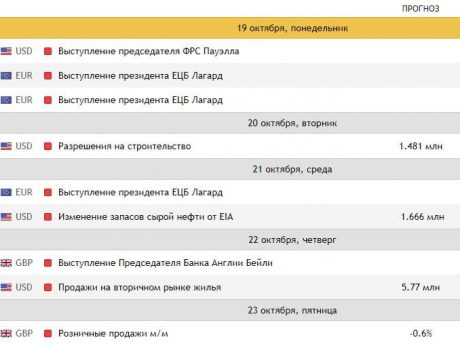 ПРОГНОЗ
19 октября, понедельник
USD Выступление председателя ФРС Пауэлла
EUR Выступление президента ЕЦБ Лагард
EUR Выступление президента ЕЦБ Лагард
20 октября, вторник
USD Разрешения на строительство 1.481 млн
21 октября, среда
EUR Выступление президента ЕЦБ Лагард
USD Изменение запасов сырой нефти от EIA 1.666 млн
22 октября, четверг
GBP Выступление Председателя Банка Англии Бейли
USD Продажи на вторичном рынке жилья 5.77 млн
23 октября, пятница
GBP Розничные продажи м/м -0.6%